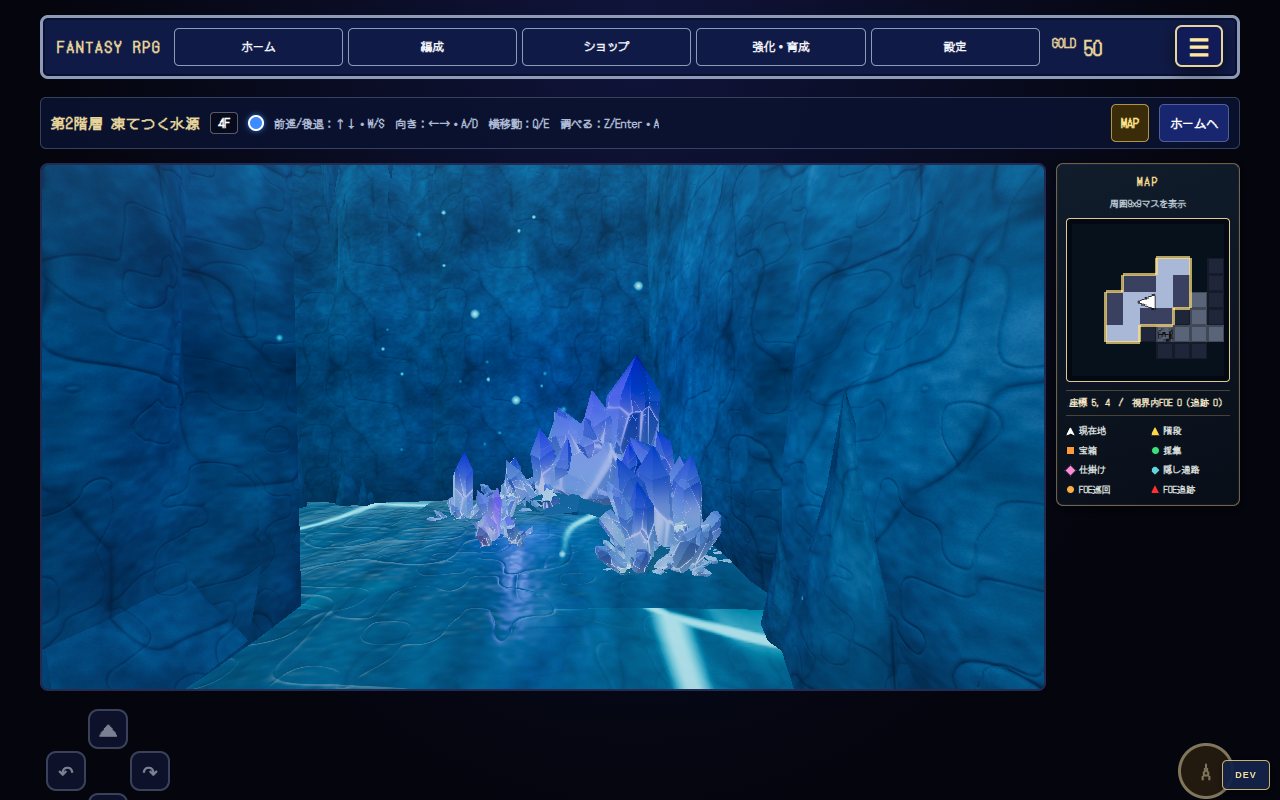 FANTASY RPG ホーム 編成 ショップ 強化・育成 設定 GOLD 50
第2階層 凍てつく水源 4F 前進/後退：↑↓・W/S 向き：←→・A/D 横移動：Q/E 調べる：Z/Enter・A MAP ホームへ
MAP
周囲9x9マスを表示
座標 5, 4 / 視界内FOE 0（追跡 0）
現在地 階段
宝箱 採集
仕掛け 隠し通路
FOE巡回 FOE追跡
A DEV